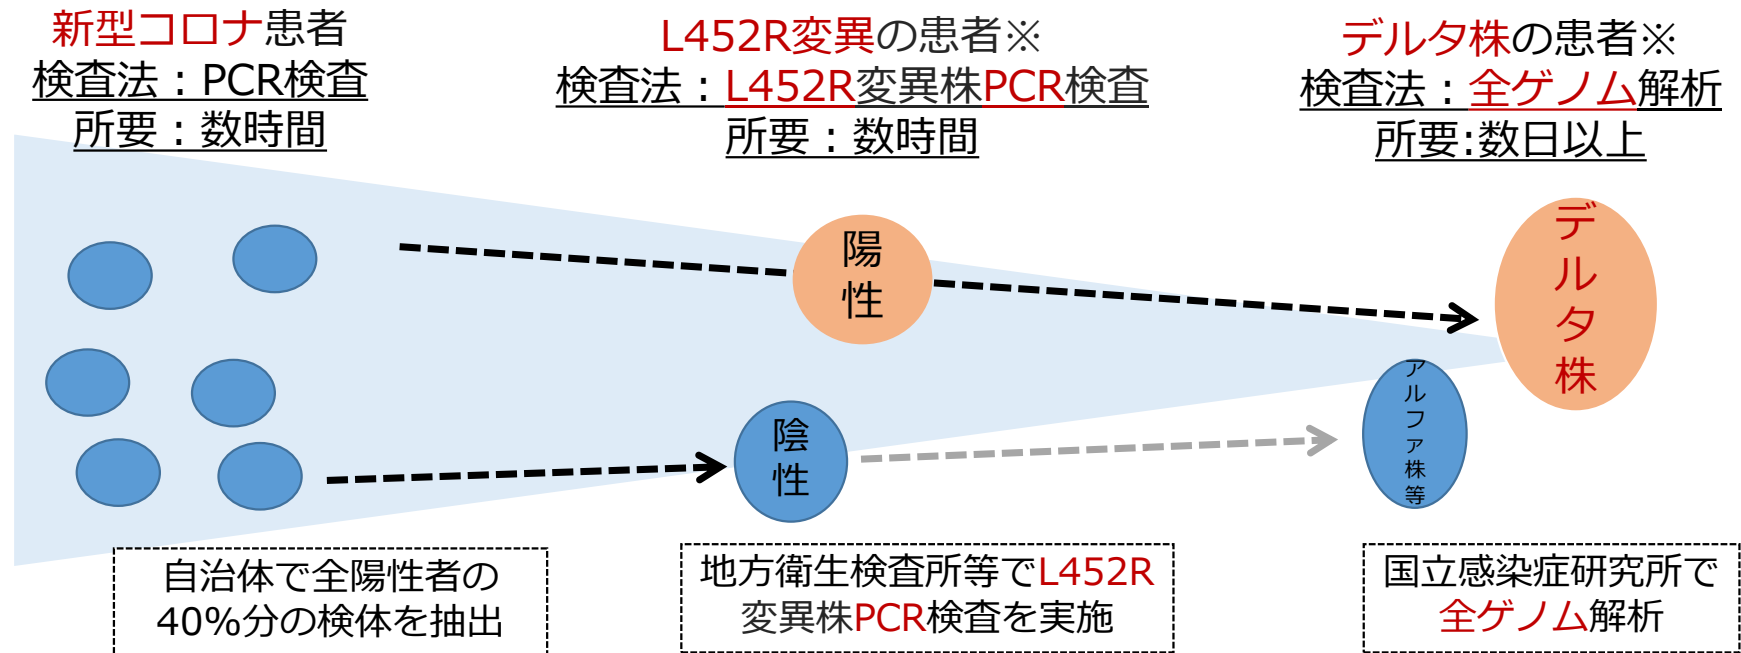 新型コロナ患者
検査法：PCR検査
所要：数時間
L452R変異の患者※
検査法：L452R変異株PCR検査
所要：数時間
デルタ株の患者※
検査法：全ゲノム解析
所要:数日以上
陽性
陰性
デルタ株
アルファ株等
自治体で全陽性者の
40%分の検体を抽出
地方衛生検査所等でL452R
変異株PCR検査を実施
国立感染症研究所で
全ゲノム解析